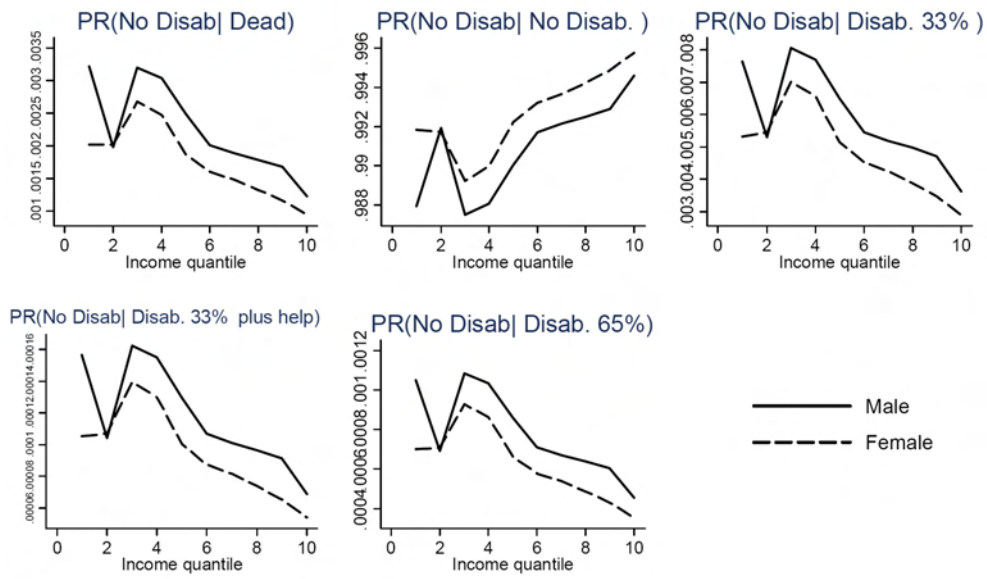 PR(No Disab| Dead)
.001 .0015 .002 .0025 .003 .0035
0 2 4 6 8 10
Income quantile
PR(No Disab| No Disab. )
.988 .99 .992 .994 .996
0 2 4 6 8 10
Income quantile
PR(No Disab| Disab. 33% )
.003 .004 .005 .006 .007 .008
0 2 4 6 8 10
Income quantile
PR(No Disab| Disab. 33% plus help)
.00006 .00008 .0001 .00012 .00014 .00016
0 2 4 6 8 10
Income quantile
PR(No Disab| Disab. 65%)
.0004 .0006 .0008 .001 .0012
0 2 4 6 8 10
Income quantile
Male
Female